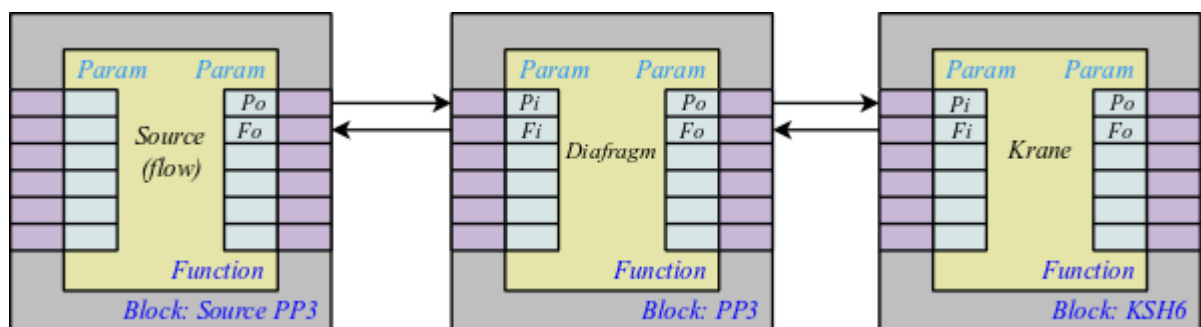 Param Param
Po
Fo
Source
(flow)
Function
Block: Source PP3
Param Param
Pi Po
Fi Fo
Diafragm
Function
Block: PP3
Param Param
Pi Po
Fi Fo
Krane
Function
Block: KSH6